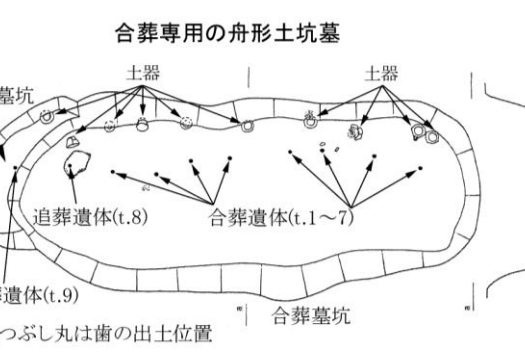 合葬専用の舟形土坑墓
土器
土器
墓坑
追葬遺体(t.8)
合葬遺体(t.1～7)
遺体(t.9)
合葬墓坑
つぶし丸は歯の出土位置